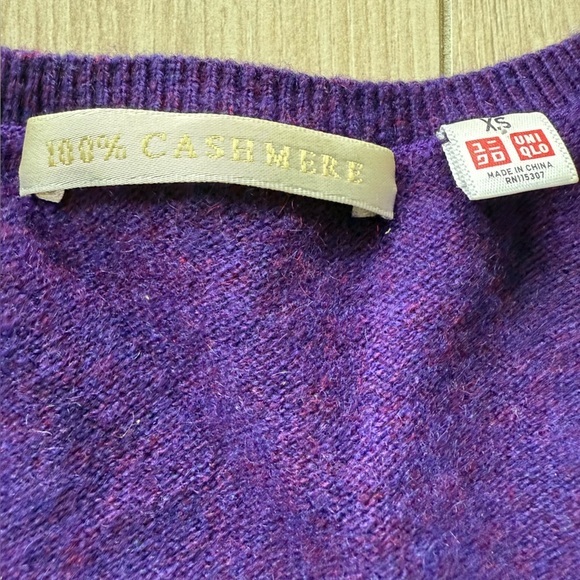 100% CASHMERE
XS
ユニ
クロ
UNI
QLO
MADE IN CHINA
RN115307